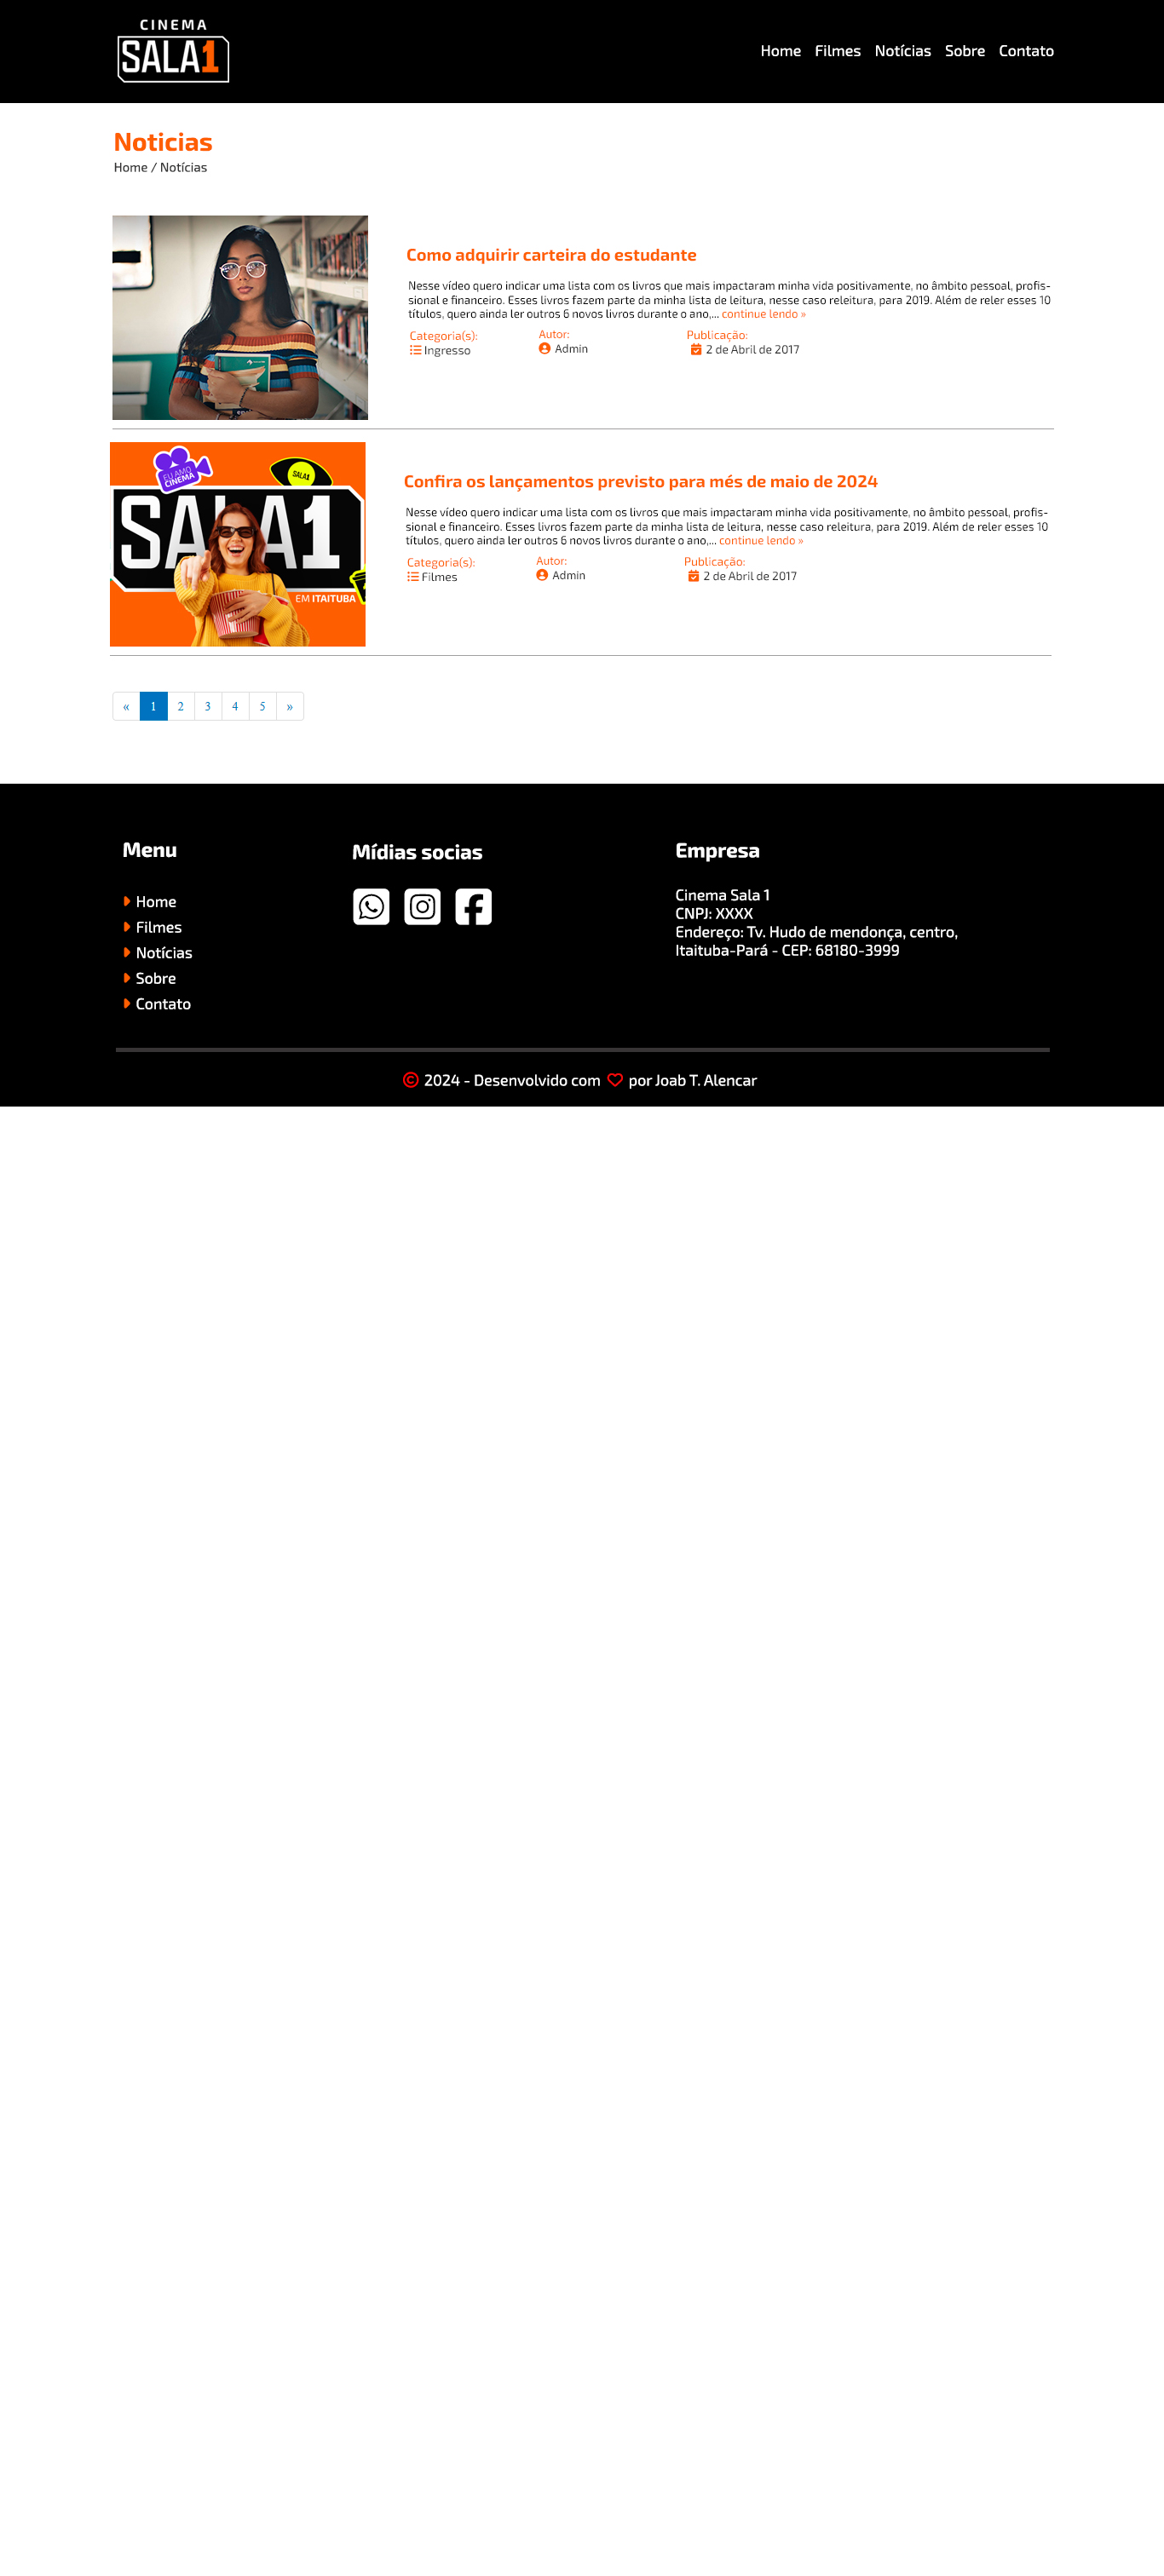 CINEMA
SALA1
Home Filmes Notícias Sobre Contato
Noticias
Home / Notícias
Como adquirir carteira do estudante
Nesse vídeo quero indicar uma lista com os livros que mais impactaram minha vida positivamente, no âmbito pessoal, profis-
sional e financeiro. Esses livros fazem parte da minha lista de leitura, nesse caso releitura, para 2019. Além de reler esses 10
títulos, quero ainda ler outros 6 novos livros durante o ano,... continue lendo »
Categoria(s): Autor: Publicação:
Ingresso Admin 2 de Abril de 2017
EU AMO
CINEMA
SALA1
SALA1
EM ITAITUBA
Confira os lançamentos previsto para més de maio de 2024
Nesse vídeo quero indicar uma lista com os livros que mais impactaram minha vida positivamente, no âmbito pessoal, profis-
sional e financeiro. Esses livros fazem parte da minha lista de leitura, nesse caso releitura, para 2019. Além de reler esses 10
títulos, quero ainda ler outros 6 novos livros durante o ano,... continue lendo »
Categoria(s): Autor: Publicação:
Filmes Admin 2 de Abril de 2017
« 1 2 3 4 5 »
Menu
Home
Filmes
Notícias
Sobre
Contato
Mídias socias
Empresa
Cinema Sala 1
CNPJ: XXXX
Endereço: Tv. Hudo de mendonça, centro,
Itaituba-Pará - CEP: 68180-3999
© 2024 - Desenvolvido com ♡ por Joab T. Alencar